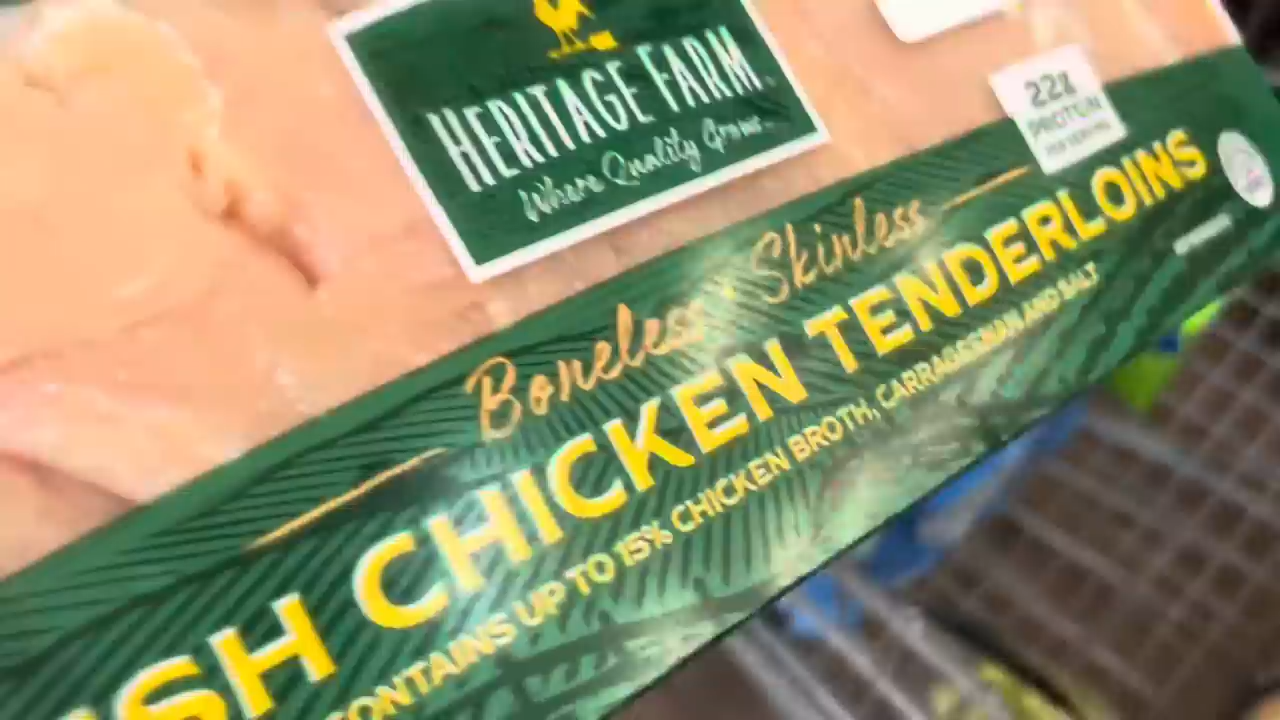 HERITAGE FARM
Where Quality Grows
22g
PROTEIN
PER SERVING
Boneless • Skinless
SH CHICKEN TENDERLOINS
CONTAINS UP TO 15% CHICKEN BROTH, CARRAGEENAN AND SALT